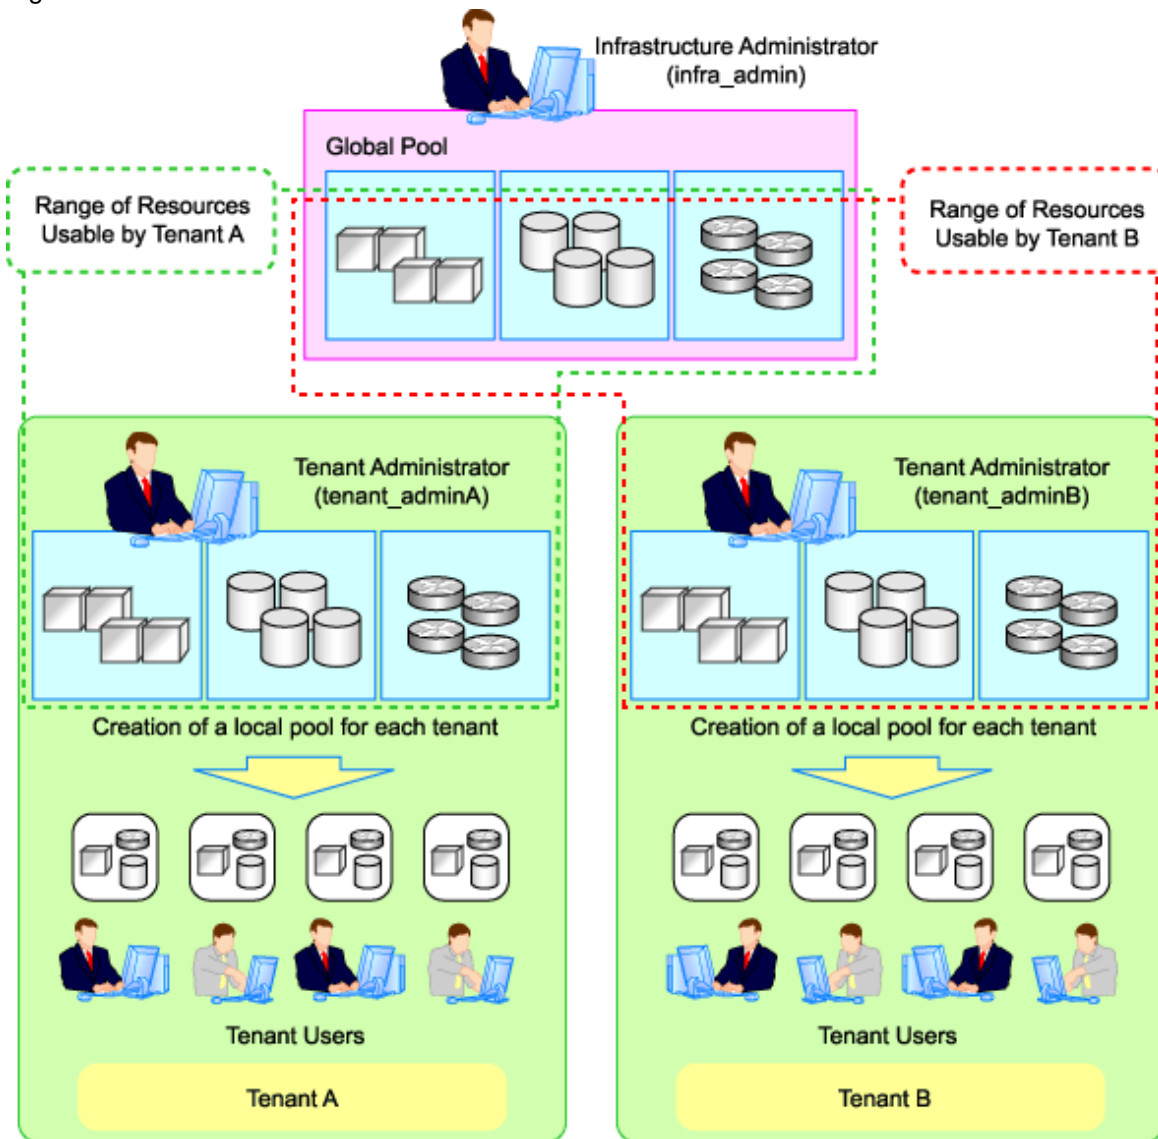 Infrastructure Administrator
(infra_admin)
Global Pool
Range of Resources
Usable by Tenant A
Range of Resources
Usable by Tenant B
Tenant Administrator
(tenant_adminA)
Creation of a local pool for each tenant
Tenant Users
Tenant A
Tenant Administrator
(tenant_adminB)
Creation of a local pool for each tenant
Tenant Users
Tenant B